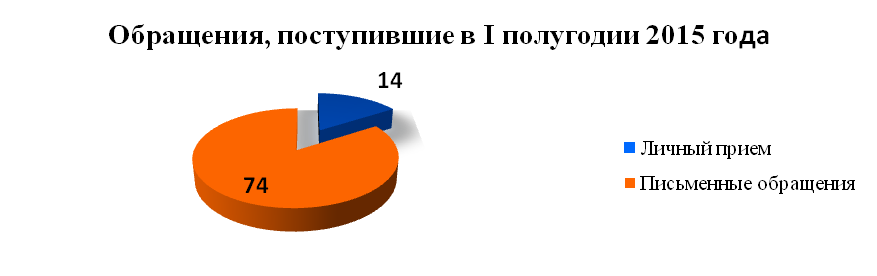 Обращения, поступившие в I полугодии 2015 года
14
74
Личный прием
Письменные обращения